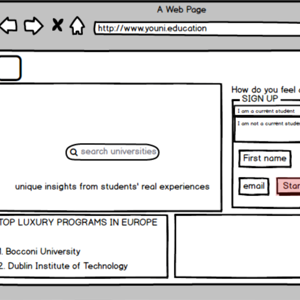 A Web Page
http://www.youni.education
How do you feel
SIGN UP
I am a current student
I am not a current stude
search universities
First name
unique insights from students' real experiences
email
Star
TOP LUXURY PROGRAMS IN EUROPE
1. Bocconi University
2. Dublin Institute of Technology